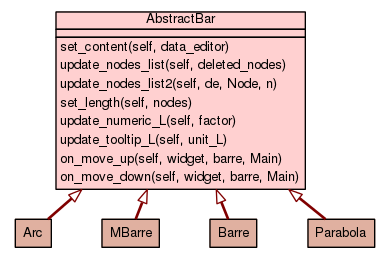 AbstractBar
set_content(self, data_editor)
update_nodes_list(self, deleted_nodes)
update_nodes_list2(self, de, Node, n)
set_length(self, nodes)
update_numeric_L(self, factor)
update_tooltip_L(self, unit_L)
on_move_up(self, widget, barre, Main)
on_move_down(self, widget, barre, Main)
Arc MBarre Barre Parabola